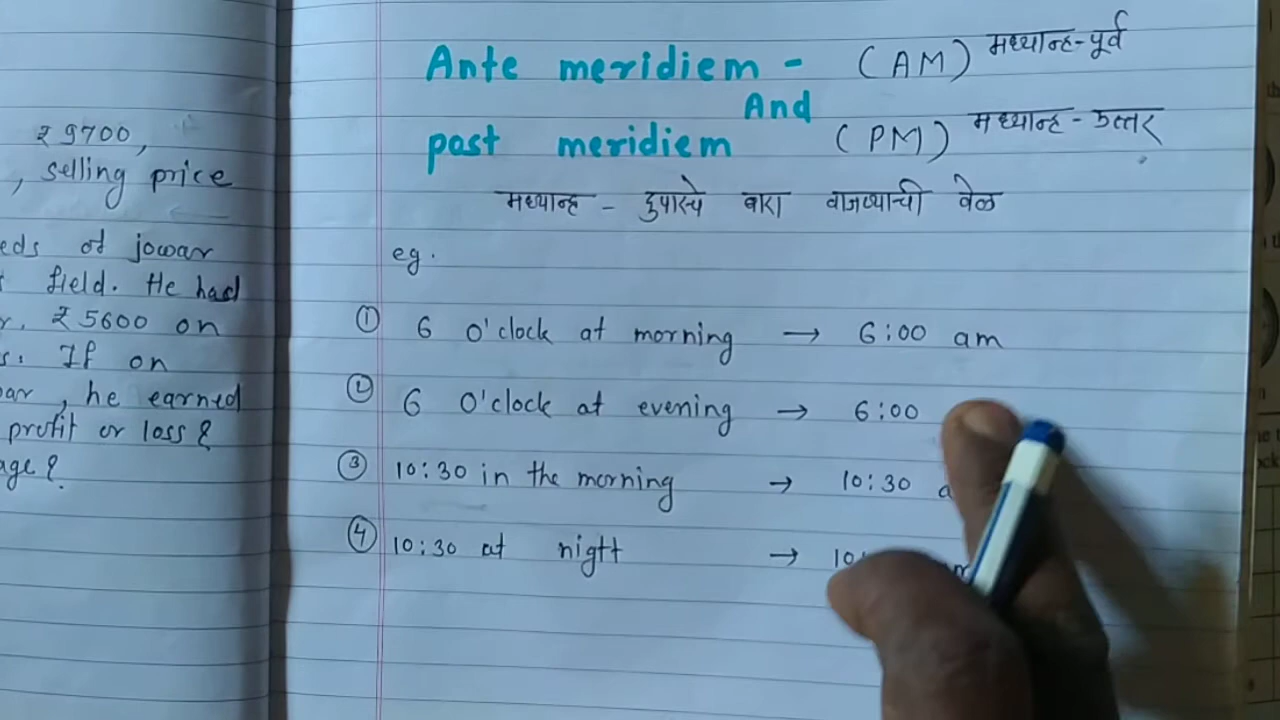 ₹9700,
, selling price
eds of jowar
field. He had
₹5600 on
If on
, he earned
profit or loss ?
age ?
Ante meridiem - (AM) मध्यान्ह-पूर्व
And
post meridiem (PM) मध्यान्ह-उत्तर
मध्यान्ह - दुपारचे बारा वाजण्याची वेळ
eg.
① 6 O'clock at morning → 6:00 am
② 6 O'clock at evening → 6:00
③ 10:30 in the morning → 10:30 a
④ 10:30 at night → 10